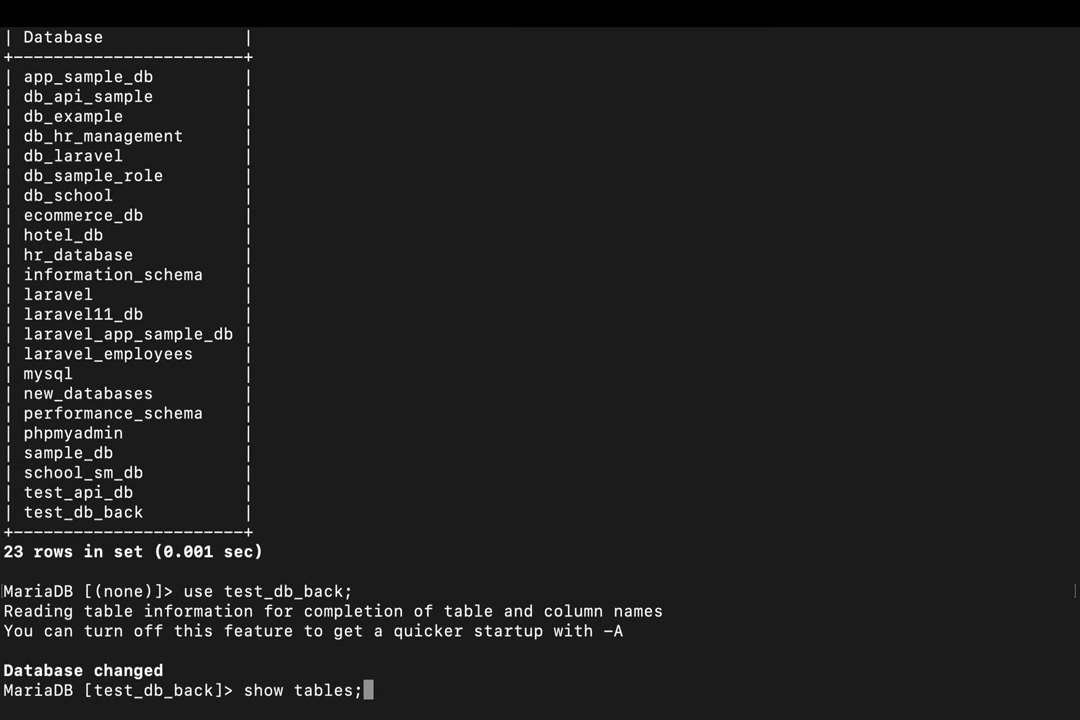 | Database              |
+-----------------------+
| app_sample_db         |
| db_api_sample         |
| db_example            |
| db_hr_management      |
| db_laravel            |
| db_sample_role        |
| db_school             |
| ecommerce_db          |
| hotel_db              |
| hr_database           |
| information_schema    |
| laravel               |
| laravel11_db          |
| laravel_app_sample_db |
| laravel_employees     |
| mysql                 |
| new_databases         |
| performance_schema    |
| phpmyadmin            |
| sample_db             |
| school_sm_db          |
| test_api_db           |
| test_db_back          |
+-----------------------+
23 rows in set (0.001 sec)
MariaDB [(none)]> use test_db_back;
Reading table information for completion of table and column names
You can turn off this feature to get a quicker startup with -A
Database changed
MariaDB [test_db_back]> show tables;